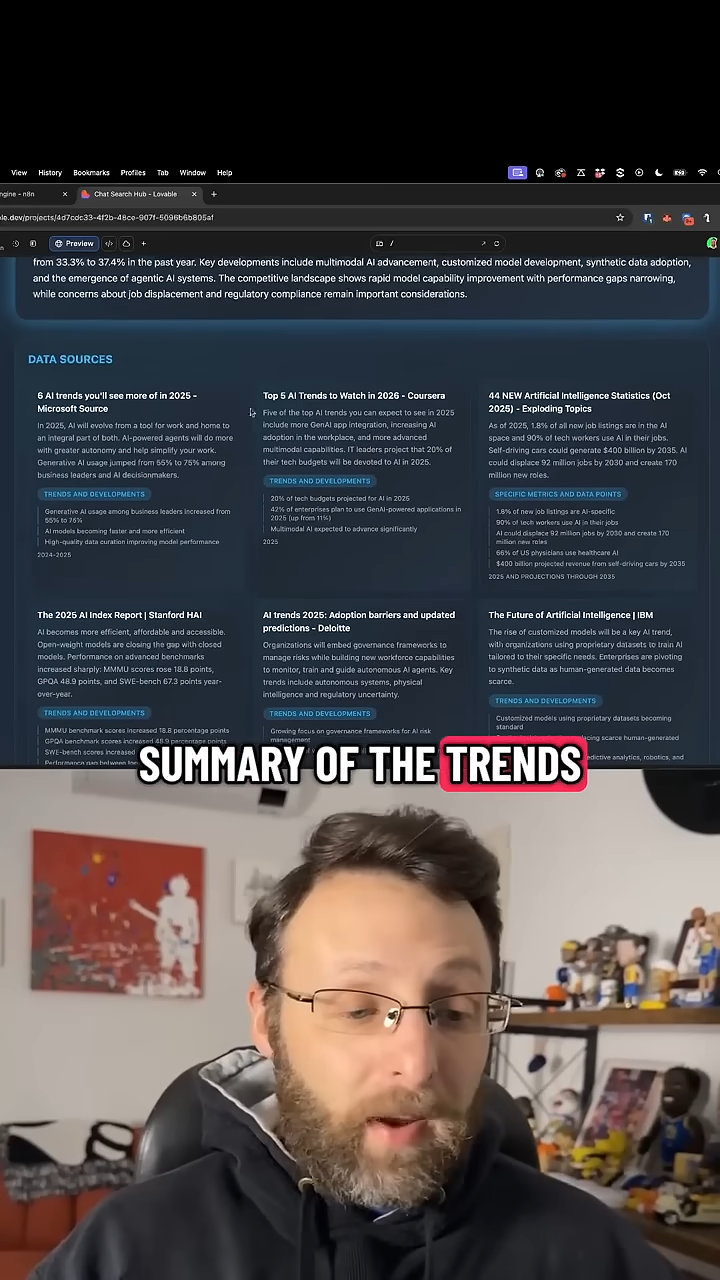 View History Bookmarks Profiles Tab Window Help
ngine - n8n Chat Search Hub - Lovable
le.dev/projects/4d7cdc33-4f2b-48ce-907f-5096b6b805af
Preview /
from 33.3% to 37.4% in the past year. Key developments include multimodal AI advancement, customized model development, synthetic data adoption,
and the emergence of agentic AI systems. The competitive landscape shows rapid model capability improvement with performance gaps narrowing,
while concerns about job displacement and regulatory compliance remain important considerations.
DATA SOURCES
6 AI trends you'll see more of in 2025 -
Microsoft Source
In 2025, AI will evolve from a tool for work and home to
an integral part of both. AI-powered agents will do more
with greater autonomy and help simplify your work.
Generative AI usage jumped from 55% to 75% among
business leaders and AI decisionmakers.
TRENDS AND DEVELOPMENTS
Generative AI usage among business leaders increased from
55% to 75%
AI models becoming faster and more efficient
High-quality data curation improving model performance
2024-2025
Top 5 AI Trends to Watch in 2026 - Coursera
Five of the top AI trends you can expect to see in 2025
include more GenAI app integration, increasing AI
adoption in the workplace, and more advanced
multimodal capabilities. IT leaders project that 20% of
their tech budgets will be devoted to AI in 2025.
TRENDS AND DEVELOPMENTS
20% of tech budgets projected for AI in 2025
42% of enterprises plan to use GenAI-powered applications in
2025 (up from 11%)
Multimodal AI expected to advance significantly
2025
44 NEW Artificial Intelligence Statistics (Oct
2025) - Exploding Topics
As of 2025, 1.8% of all new job listings are in the AI
space and 90% of tech workers use AI in their jobs.
Self-driving cars could generate $400 billion by 2035. AI
could displace 92 million jobs by 2030 and create 170
million new roles.
SPECIFIC METRICS AND DATA POINTS
1.8% of new job listings are AI-specific
90% of tech workers use AI in their jobs
AI could displace 92 million jobs by 2030 and create 170
million new roles
66% of US physicians use healthcare AI
$400 billion projected revenue from self-driving cars by 2035
2025 AND PROJECTIONS THROUGH 2035
The 2025 AI Index Report | Stanford HAI
AI becomes more efficient, affordable and accessible.
Open-weight models are closing the gap with closed
models. Performance on advanced benchmarks
increased sharply: MMMU scores rose 18.8 points,
GPQA 48.9 points, and SWE-bench 67.3 points year-
over-year.
TRENDS AND DEVELOPMENTS
MMMU benchmark scores increased 18.8 percentage points
GPQA benchmark scores increased 48.9 percentage points
SWE-bench scores increased
Performance gap between
AI trends 2025: Adoption barriers and updated
predictions - Deloitte
Organizations will embed governance frameworks to
manage risks while building new workforce capabilities
to monitor, train and guide autonomous AI agents. Key
trends include autonomous systems, physical
intelligence and regulatory uncertainty.
TRENDS AND DEVELOPMENTS
Growing focus on governance frameworks for AI risk
management
The Future of Artificial Intelligence | IBM
The rise of customized models will be a key AI trend,
with organizations using proprietary datasets to train AI
tailored to their specific needs. Enterprises are pivoting
to synthetic data as human-generated data becomes
scarce.
TRENDS AND DEVELOPMENTS
Customized models using proprietary datasets becoming
standard
scarce human-generated
analytics, robotics, and
SUMMARY OF THE TRENDS